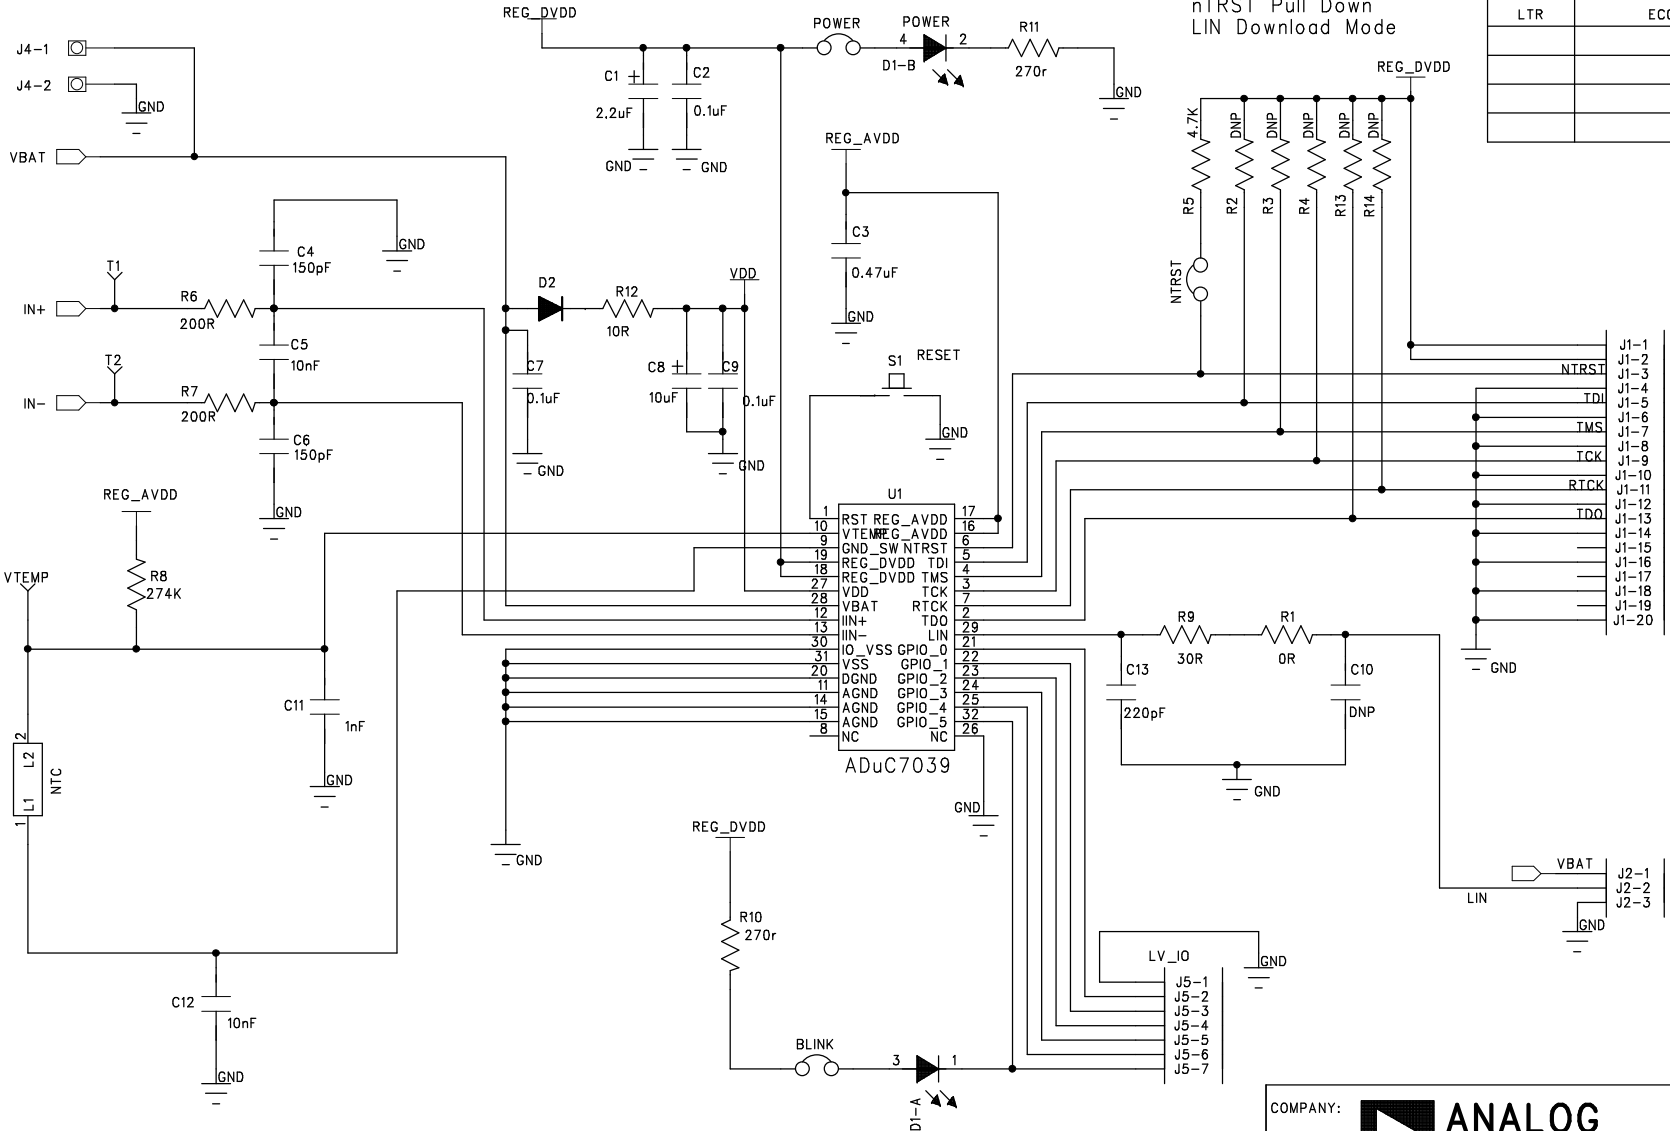 nTRST Pull Down
LIN Download Mode
LTR
J4-1
J4-2
GND
VBAT
REG_DVDD
C1 +
2.2uF
C2
0.1uF
GND
GND
POWER
POWER
4
2
D1-B
R11
270r
GND
REG_DVDD
4.7K
DNP
DNP
DNP
DNP
DNP
R5
R2
R3
R4
R13
R14
NTRST
REG_AVDD
C3
0.47uF
GND
C4
150pF
GND
T1
IN+
R6
200R
C5
10nF
T2
IN-
R7
200R
C6
150pF
GND
D2
R12
10R
VDD
C7
0.1uF
GND
C8 +
10uF
C9
0.1uF
GND
S1
RESET
GND
REG_AVDD
R8
274K
VTEMP
C11
1nF
GND
2
L2
L1
1
NTC
C12
10nF
GND
U1
1 RST REG_AVDD 17
10 VTEMP REG_AVDD 16
9 GND_SW NTRST 6
19 REG_DVDD TDI 5
18 REG_DVDD TMS 4
27 VDD TCK 3
28 VBAT RTCK 7
12 IIN+ TDO 2
13 IIN- LIN 29
30 IO_VSS GPIO_0 21
31 VSS GPIO_1 22
20 DGND GPIO_2 23
11 AGND GPIO_3 24
14 AGND GPIO_4 25
15 AGND GPIO_5 32
8 NC NC 26
ADuC7039
GND
GND
R9
30R
R1
0R
C13
220pF
C10
DNP
GND
J1-1
J1-2
NTRST J1-3
J1-4
TDI J1-5
J1-6
TMS J1-7
J1-8
TCK J1-9
J1-10
RTCK J1-11
J1-12
TDO J1-13
J1-14
J1-15
J1-16
J1-17
J1-18
J1-19
J1-20
GND
VBAT J2-1
LIN J2-2
J2-3
GND
REG_DVDD
R10
270r
BLINK
3
1
D1-A
LV_IO
GND
J5-1
J5-2
J5-3
J5-4
J5-5
J5-6
J5-7
COMPANY:
ANALOG